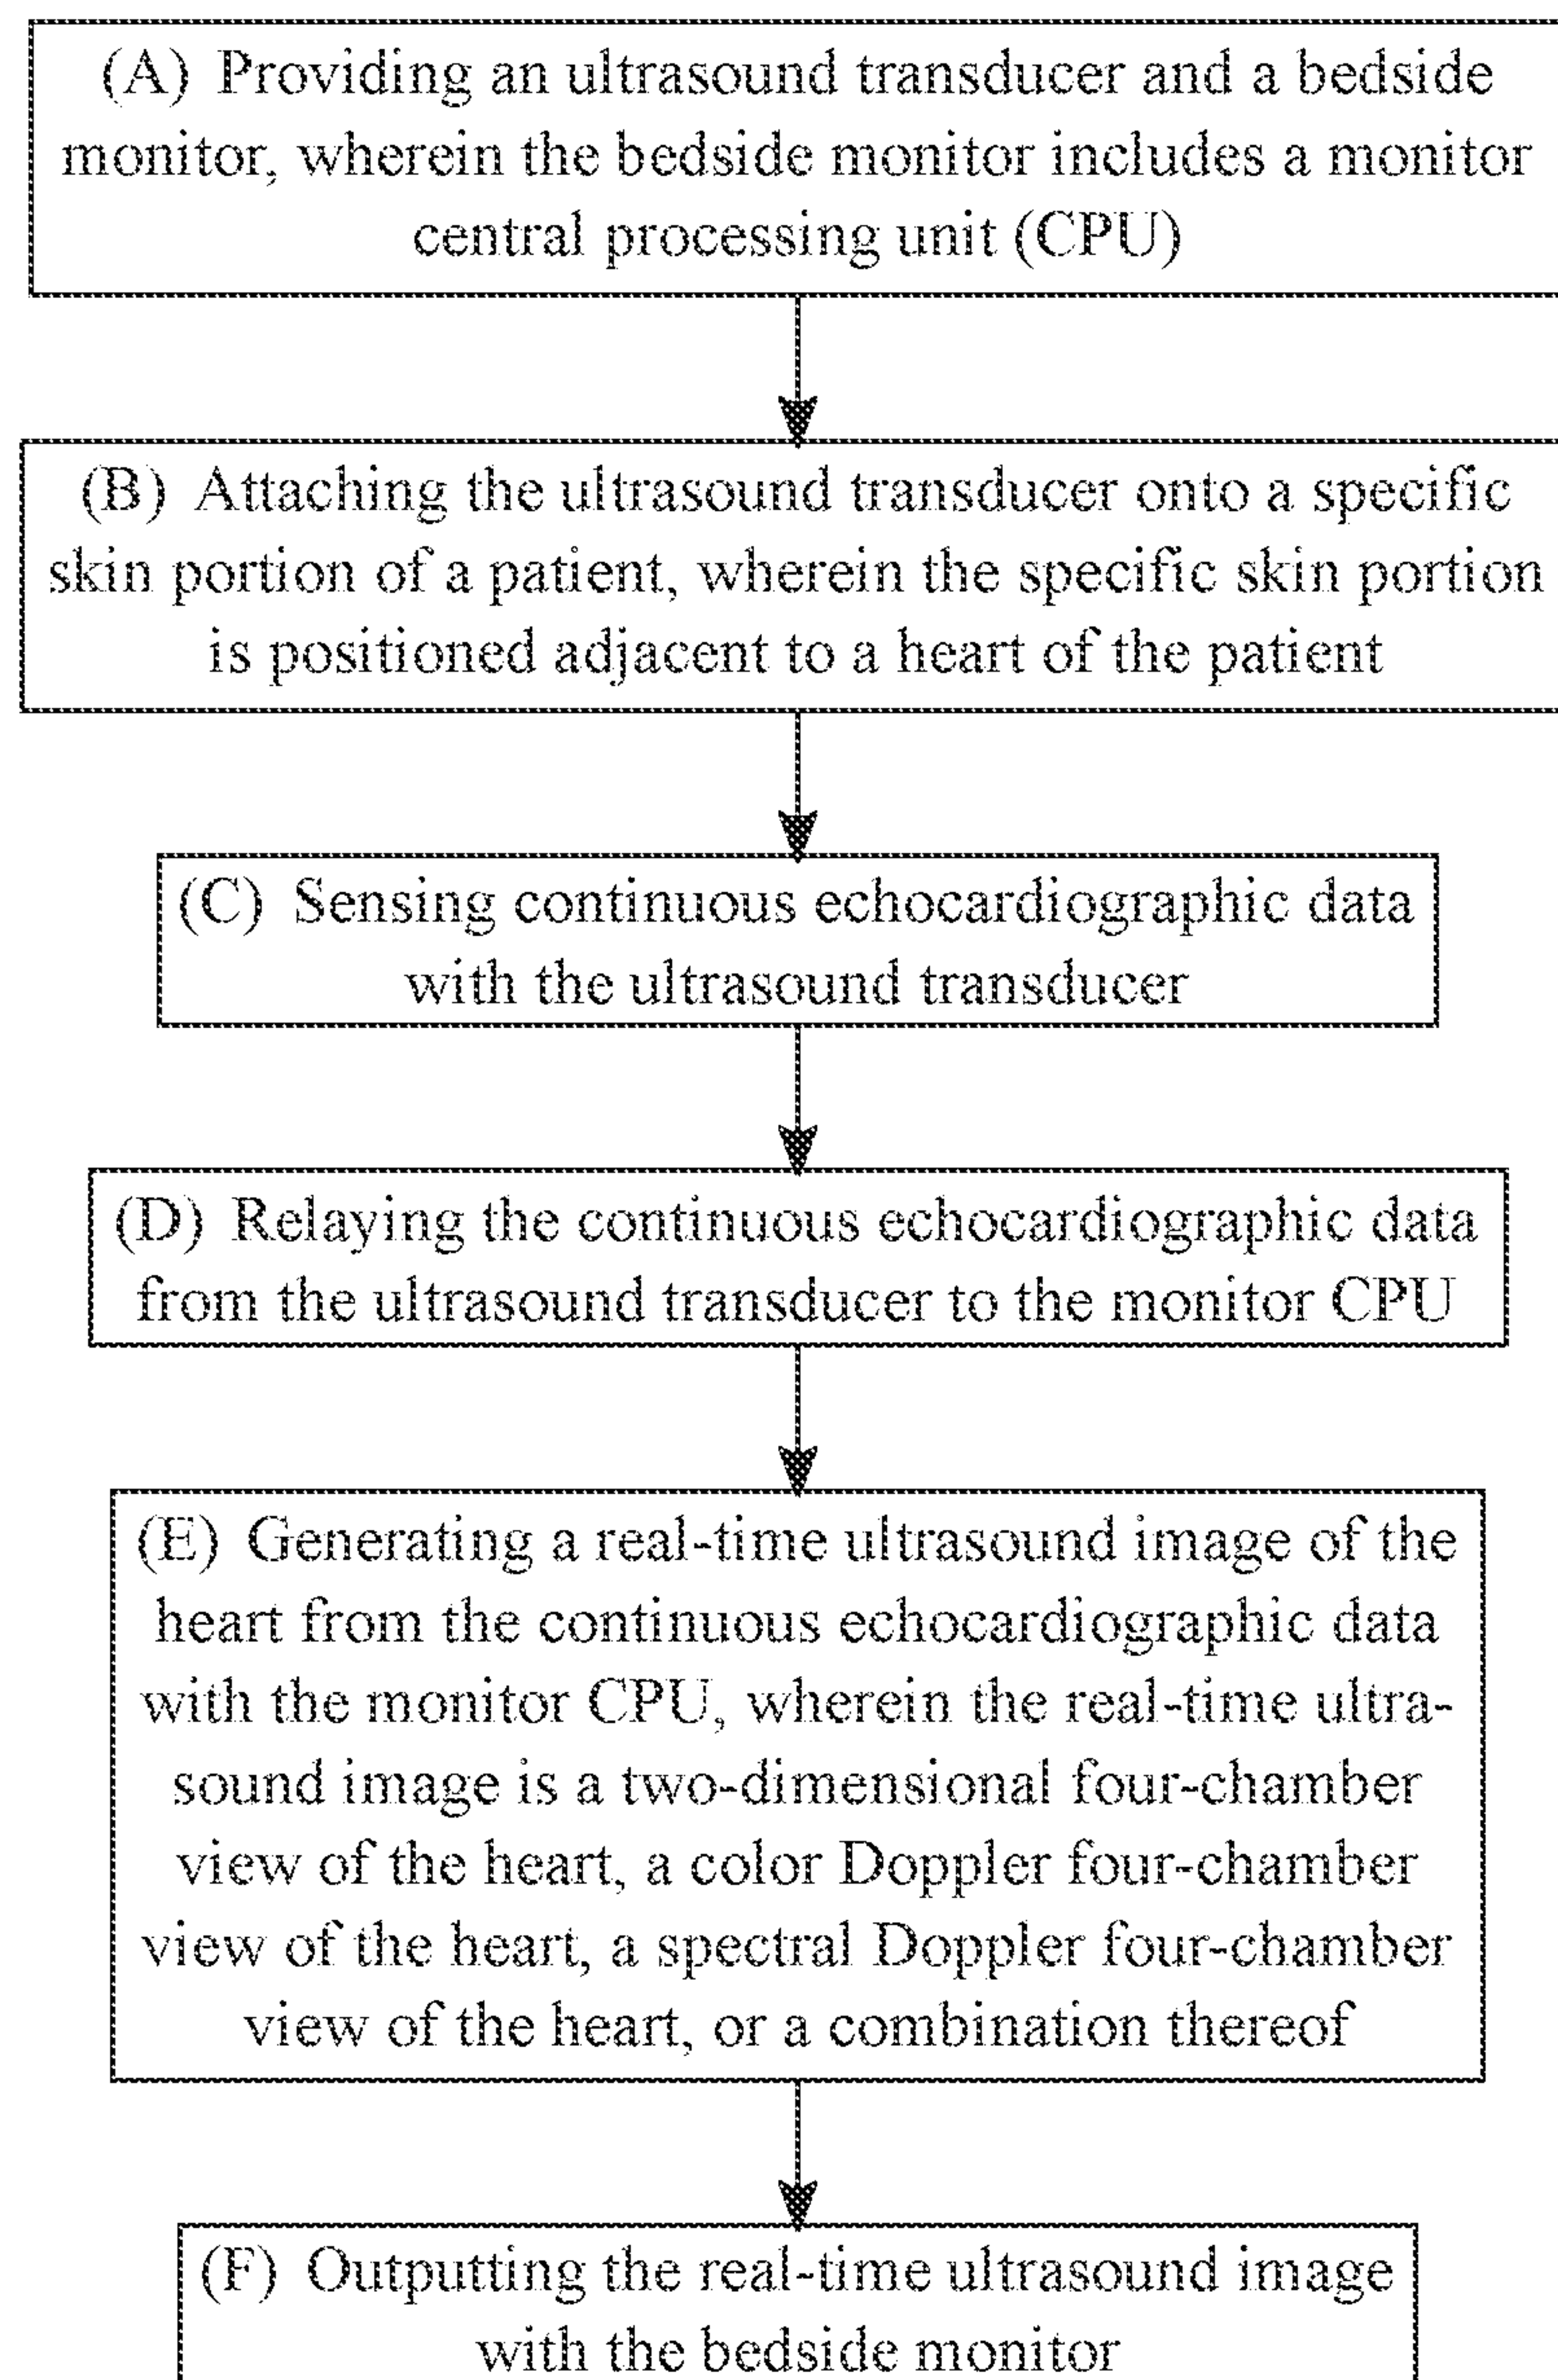 (A) Providing an ultrasound transducer and a bedside
monitor, wherein the bedside monitor includes a monitor
central processing unit (CPU)
(B) Attaching the ultrasound transducer onto a specific
skin portion of a patient, wherein the specific skin portion
is positioned adjacent to a heart of the patient
(C) Sensing continuous echocardiographic data
with the ultrasound transducer
(D) Relaying the continuous echocardiographic data
from the ultrasound transducer to the monitor CPU
(E) Generating a real-time ultrasound image of the
heart from the continuous echocardiographic data
with the monitor CPU, wherein the real-time ultra-
sound image is a two-dimensional four-chamber
view of the heart, a color Doppler four-chamber
view of the heart, a spectral Doppler four-chamber
view of the heart, or a combination thereof
(F) Outputting the real-time ultrasound image
with the bedside monitor